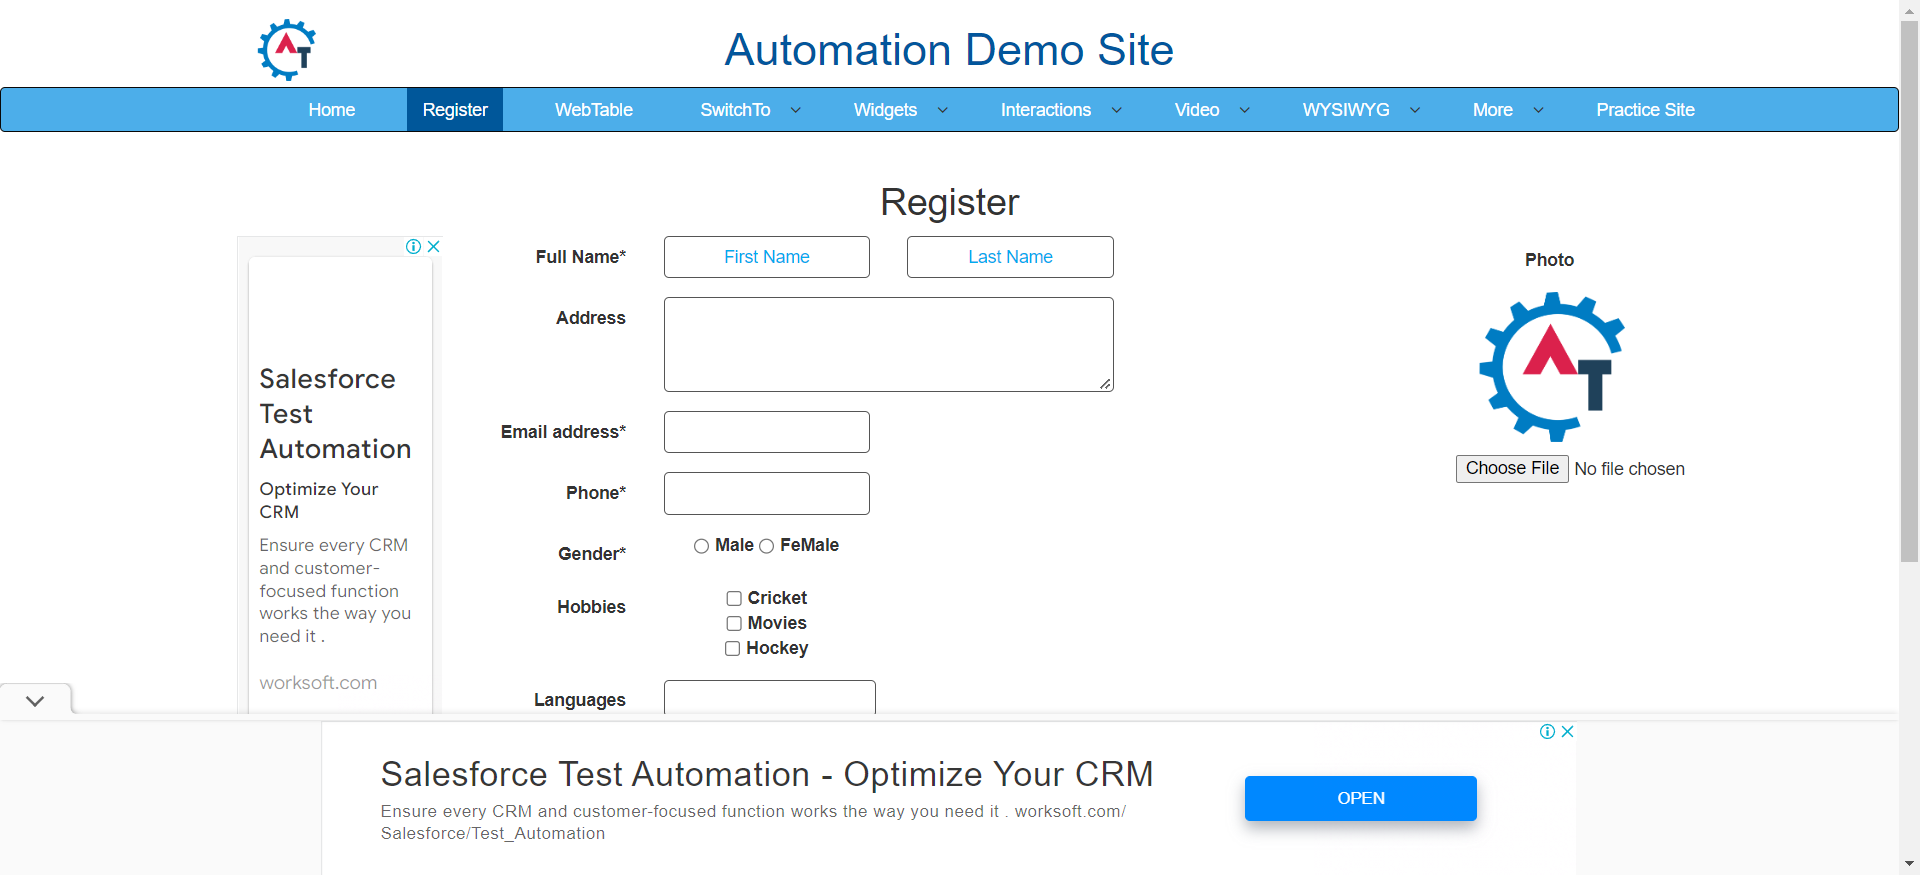 AT
Automation Demo Site
Home Register WebTable SwitchTo Widgets Interactions Video WYSIWYG More Practice Site
Register
Full Name* First Name Last Name
Address
Email address*
Phone*
Gender* Male FeMale
Hobbies Cricket
Movies
Hockey
Languages
Photo
AT
Choose File No file chosen
Salesforce
Test
Automation
Optimize Your
CRM
Ensure every CRM
and customer-
focused function
works the way you
need it .
worksoft.com
Salesforce Test Automation - Optimize Your CRM
Ensure every CRM and customer-focused function works the way you need it . worksoft.com/
Salesforce/Test_Automation
OPEN